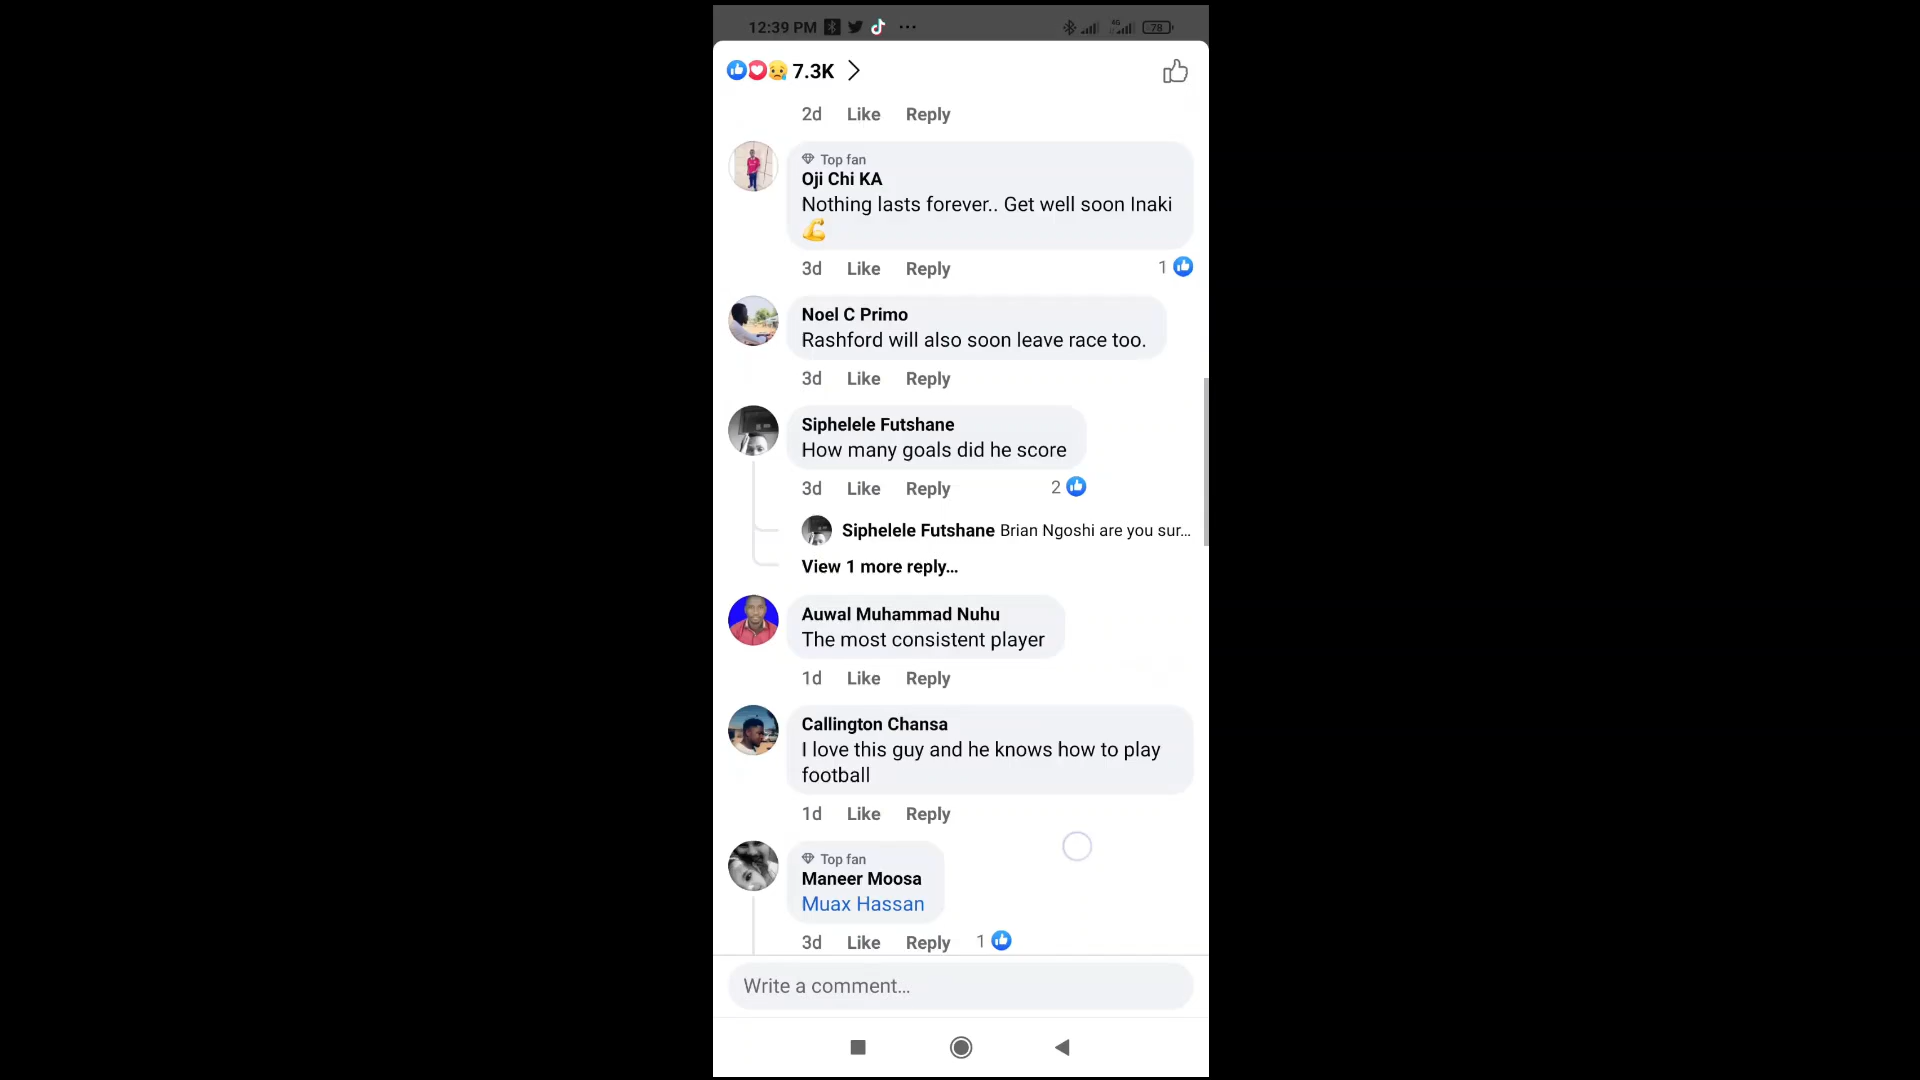 12:39 PM
4G
78
7.3K
2d Like Reply
Top fan
Oji Chi KA
Nothing lasts forever.. Get well soon Inaki
💪
3d Like Reply 1
Noel C Primo
Rashford will also soon leave race too.
3d Like Reply
Siphelele Futshane
How many goals did he score
3d Like Reply 2
Siphelele Futshane Brian Ngoshi are you sur...
View 1 more reply...
Auwal Muhammad Nuhu
The most consistent player
1d Like Reply
Callington Chansa
I love this guy and he knows how to play
football
1d Like Reply
Top fan
Maneer Moosa
Muax Hassan
3d Like Reply 1
Write a comment...